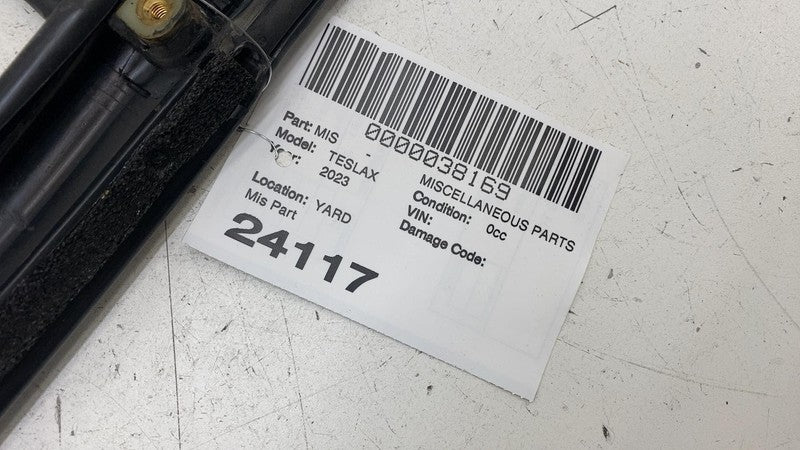 0000038169
Part: MIS - MISCELLANEOUS PARTS
Model: TESLAX Condition: 0cc
Year: 2023 VIN:
Damage Code:
Location: YARD
Mis Part
24117